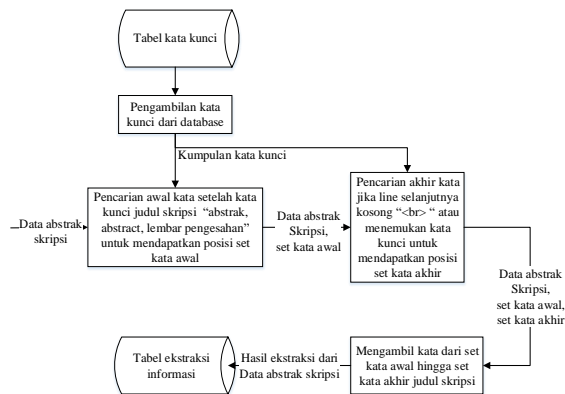 Tabel kata kunci
Pengambilan kata
kunci dari database
Kumpulan kata kunci
Data abstrak
skripsi
Pencarian awal kata setelah kata
kunci judul skripsi “abstrak,
abstract, lembar pengesahan”
untuk mendapatkan posisi set
kata awal
Data abstrak
Skripsi,
set kata awal
Pencarian akhir kata
jika line selanjutnya
kosong “<br> “ atau
menemukan kata
kunci untuk
mendapatkan posisi
set kata akhir
Data abstrak
Skripsi,
set kata awal,
set kata akhir
Mengambil kata dari set
kata awal hingga set
kata akhir judul skripsi
Hasil ekstraksi dari
Data abstrak skripsi
Tabel ekstraksi
informasi